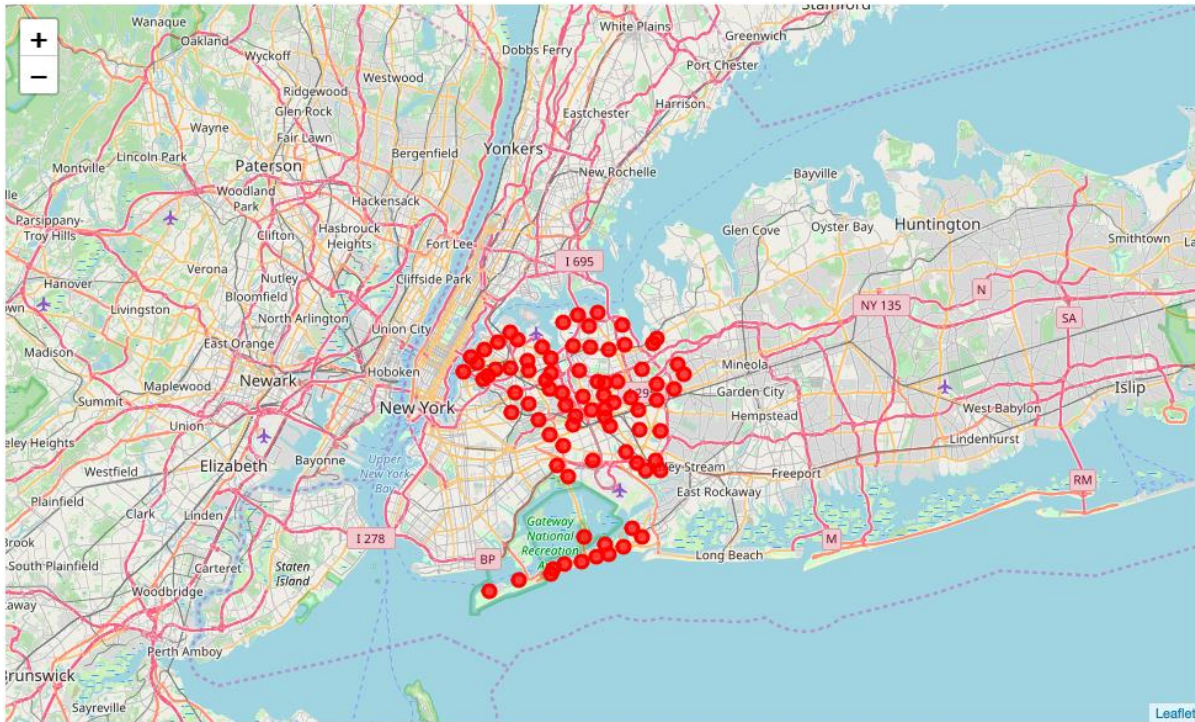 Stamford
Wanaque
Oakland
Wyckoff
White Plains
Greenwich
Dobbs Ferry
Port Chester
Ridgewood
Westwood
Glen Rock
Harrison
Fair Lawn
Eastchester
Wayne
Bergenfield
Yonkers
Lincoln Park
Paterson
Montville
Woodland
Park
Hackensack
New Rochelle
Bayville
Parsippany-
Troy Hills
Clifton
Hasbrouck
Heights
Fort Lee
Glen Cove
Oyster Bay
Huntington
Smithtown
Verona
Nutley
Cliffside Park
I 695
Hanover
Bloomfield
Livingston
North Arlington
Union City
NY 135
N
SA
Madison
East Orange
Hoboken
Mineola
Newark
Summit
Maplewood
New York
Garden City
Hempstead
Islip
West Babylon
Union
Lindenhurst
Westfield
Elizabeth
Bayonne
Upper
New York
Bay
Freeport
Plainfield
East Rockaway
RM
Clark
Linden
Gateway
National
Recreation
I 278
BP
Long Beach
M
South Plainfield
Carteret
Staten
Island
Woodbridge
Perth Amboy
Brunswick
Sayreville
+
−
Leaflet